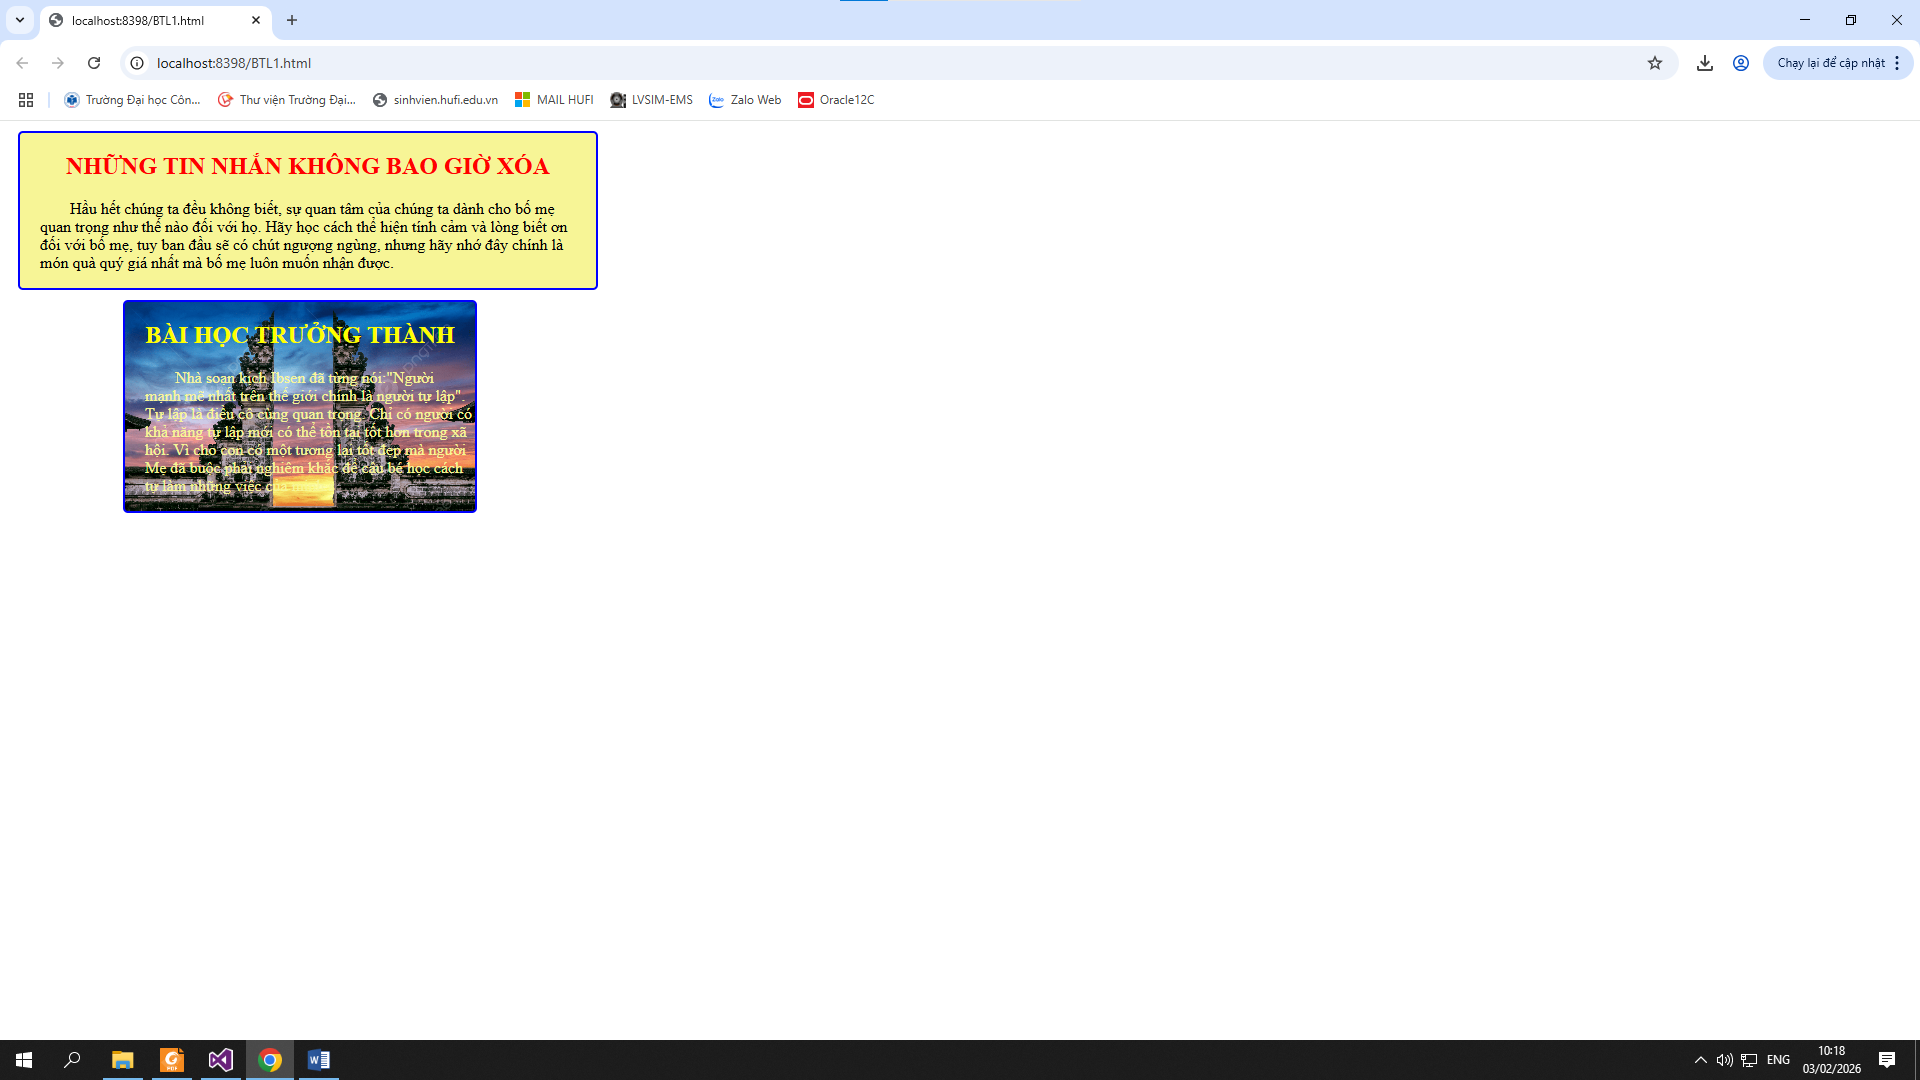 localhost:8398/BTL1.html
localhost:8398/BTL1.html
Chạy lại để cập nhật
Trường Đại học Côn...
Thư viện Trường Đại...
sinhvien.hufi.edu.vn
MAIL HUFI
LVSIM-EMS
Zalo Web
Oracle12C
NHỮNG TIN NHẮN KHÔNG BAO GIỜ XÓA
Hầu hết chúng ta đều không biết, sự quan tâm của chúng ta dành cho bố mẹ
quan trọng như thế nào đối với họ. Hãy học cách thể hiện tính cảm và lòng biết ơn
đối với bố mẹ, tuy ban đầu sẽ có chút ngượng ngùng, nhưng hãy nhớ đây chính là
món quà quý giá nhất mà bố mẹ luôn muốn nhận được.
BÀI HỌC TRƯỞNG THÀNH
Nhà soạn kịch Ibsen đã từng nói:"Người
mạnh mẽ nhất trên thế giới chính là người tự lập".
Tự lập là điều cô cùng quan trọng. Chỉ có người có
khả năng tự lập mới có thể tồn tại tốt hơn trong xã
hội. Vì cho con có một tương lai tốt đẹp mà người
Mẹ đã buộc phải nghiêm khắc để cậu bé học cách
tự làm những việc của
ENG
10:18
03/02/2026